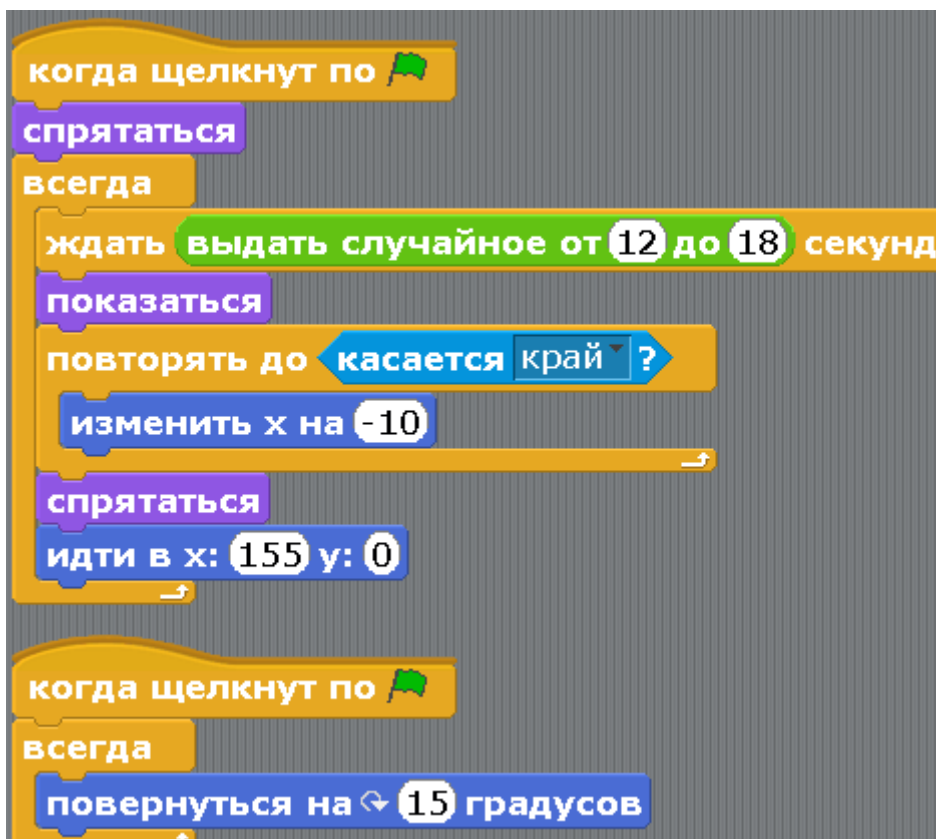 когда щелкнут по
спрятаться
всегда
ждать выдать случайное от 12 до 18 секунд
показаться
повторять до касается край ?
изменить х на -10
спрятаться
идти в х: 155 у: 0
когда щелкнут по
всегда
повернуться на 15 градусов